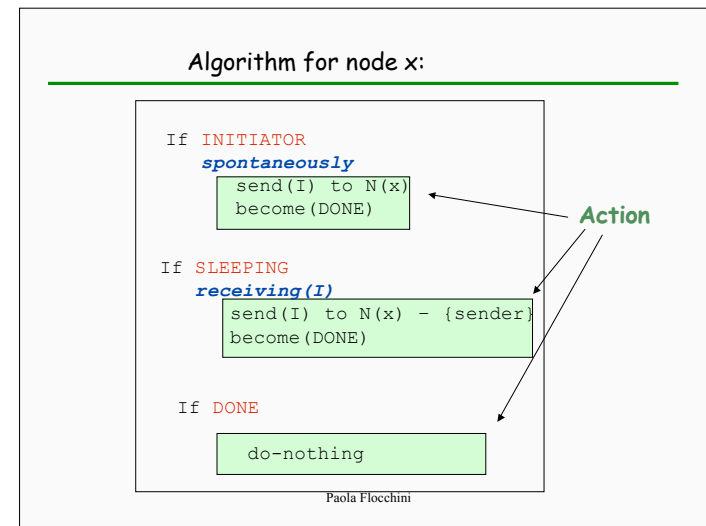 Algorithm for node x:
If INITIATOR
spontaneously
send(I) to N(x)
become(DONE)
Action
If SLEEPING
receiving(I)
send(I) to N(x) – {sender}
become(DONE)
If DONE
do-nothing
Paola Flocchini